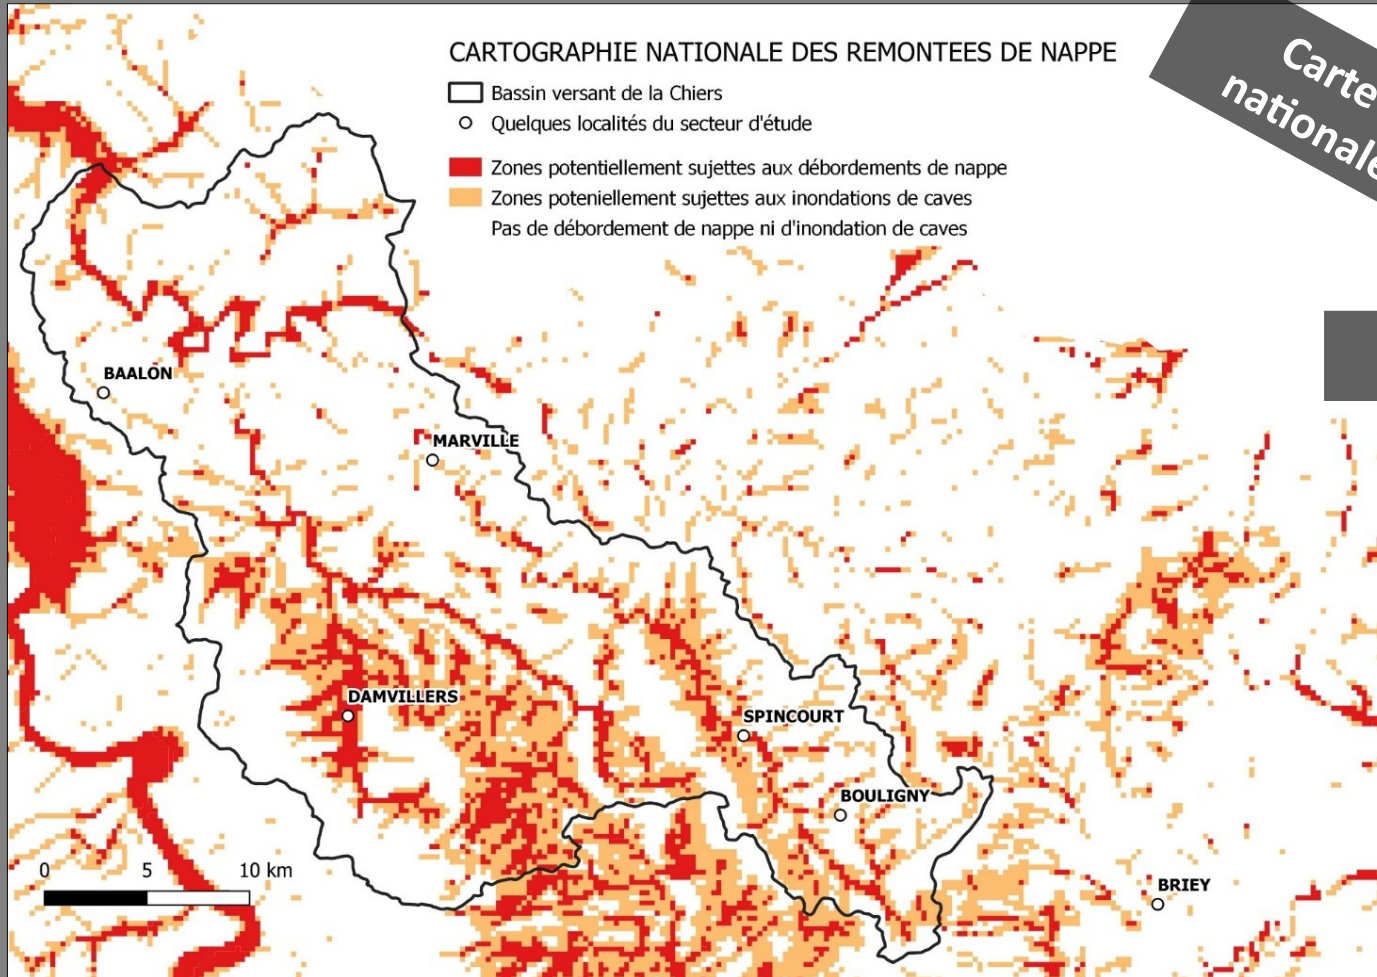 CARTOGRAPHIE NATIONALE DES REMONTEES DE NAPPE
Bassin versant de la Chiers
Quelques localités du secteur d'étude
Zones potentiellement sujettes aux débordements de nappe
Zones poteniellement sujettes aux inondations de caves
Pas de débordement de nappe ni d'inondation de caves
Carte
nationale
BAALON
MARVILLE
DAMVILLERS
SPINCOURT
BOULIGNY
BRIEY
0 5 10 km